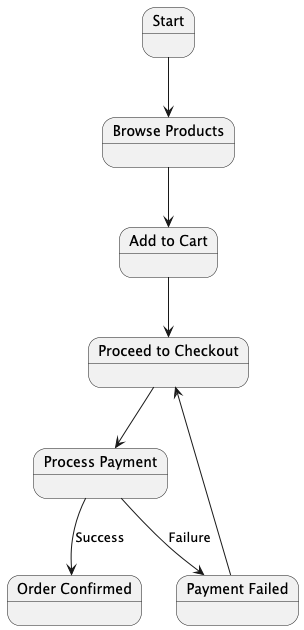 Start
Browse Products
Add to Cart
Proceed to Checkout
Process Payment
Success
Failure
Order Confirmed
Payment Failed